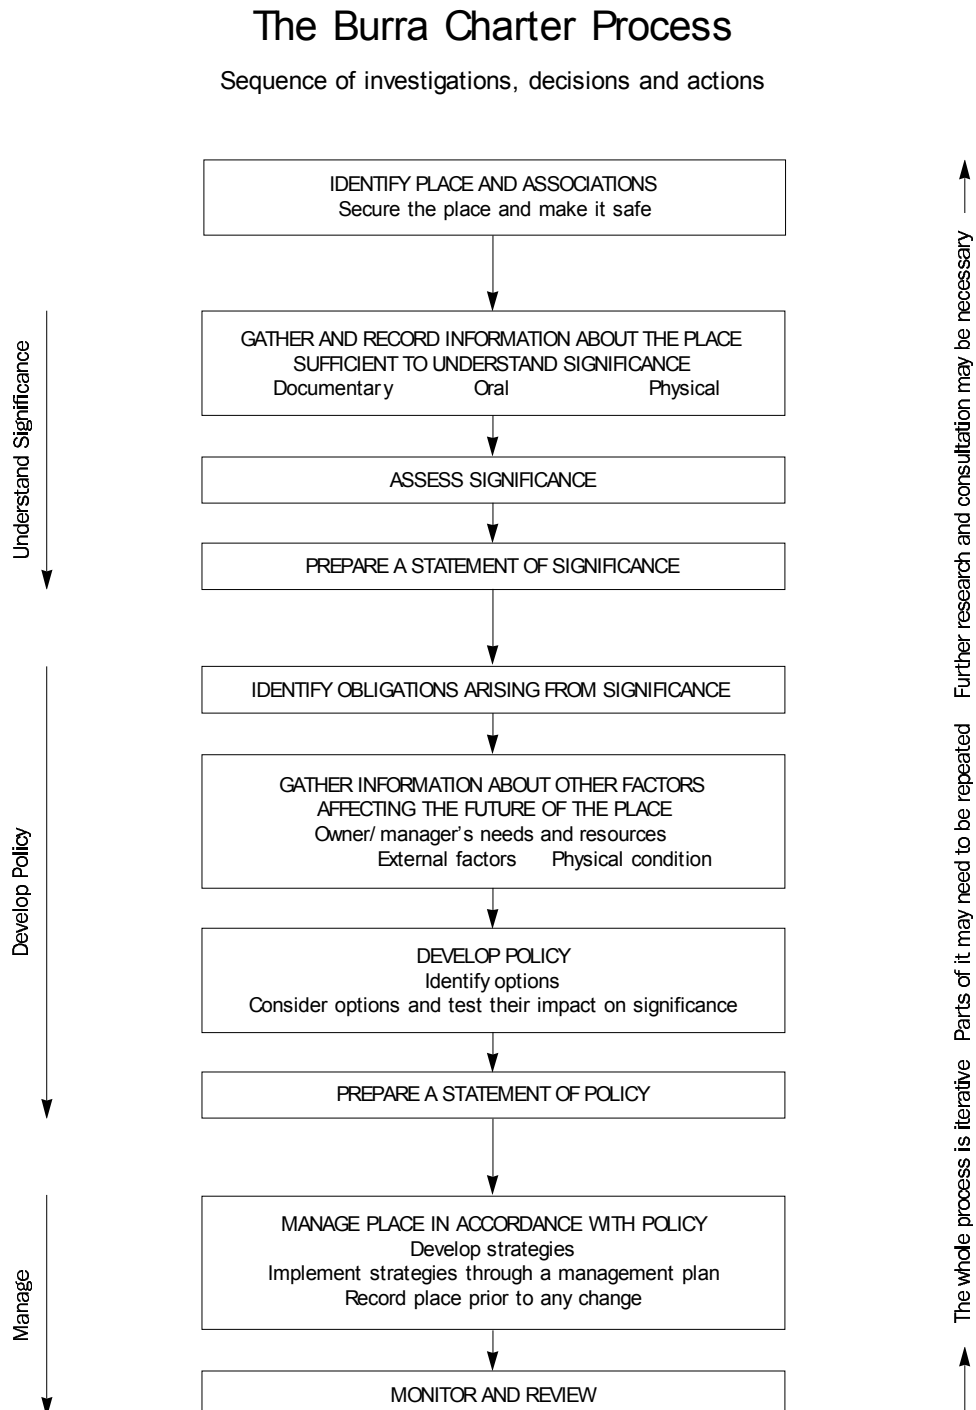 The Burra Charter Process
Sequence of investigations, decisions and actions
IDENTIFY PLACE AND ASSOCIATIONS
Secure the place and make it safe
GATHER AND RECORD INFORMATION ABOUT THE PLACE
SUFFICIENT TO UNDERSTAND SIGNIFICANCE
Documentary Oral Physical
ASSESS SIGNIFICANCE
PREPARE A STATEMENT OF SIGNIFICANCE
IDENTIFY OBLIGATIONS ARISING FROM SIGNIFICANCE
GATHER INFORMATION ABOUT OTHER FACTORS
AFFECTING THE FUTURE OF THE PLACE
Owner/manager's needs and resources
External factors Physical condition
DEVELOP POLICY
Identify options
Consider options and test their impact on significance
PREPARE A STATEMENT OF POLICY
MANAGE PLACE IN ACCORDANCE WITH POLICY
Develop strategies
Implement strategies through a management plan
Record place prior to any change
MONITOR AND REVIEW
Understand Significance
Develop Policy
Manage
The whole process is iterative Parts of it may need to be repeated Further research and consultation may be necessary